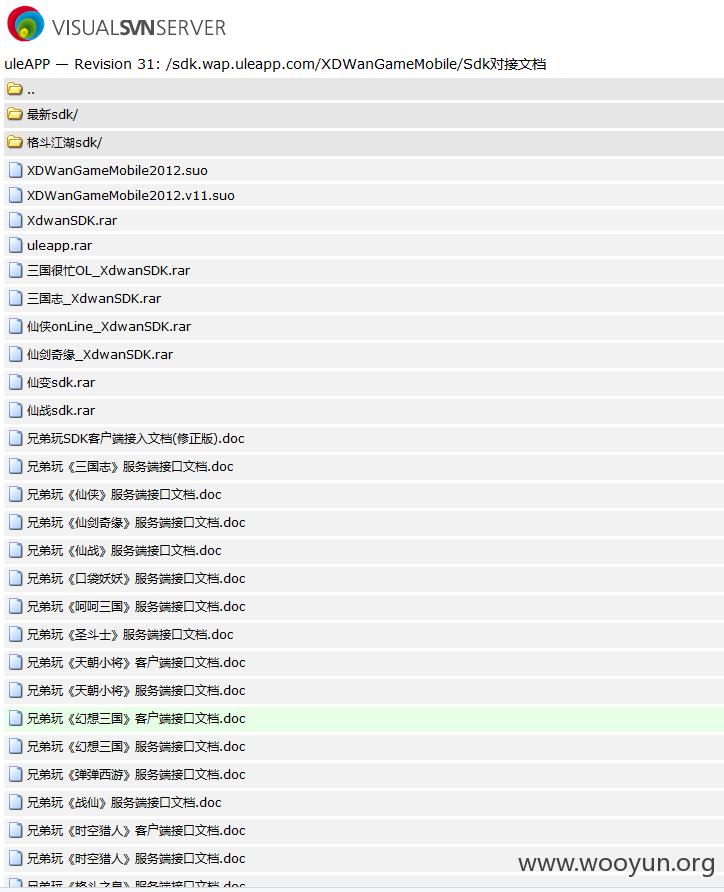 VISUALSVNSERVER
uleAPP — Revision 31: /sdk.wap.uleapp.com/XDWanGameMobile/Sdk对接文档
..
最新sdk/
格斗江湖sdk/
XDWanGameMobile2012.suo
XDWanGameMobile2012.v11.suo
XdwanSDK.rar
uleapp.rar
三国很忙OL_XdwanSDK.rar
三国志_XdwanSDK.rar
仙侠onLine_XdwanSDK.rar
仙剑奇缘_XdwanSDK.rar
仙变sdk.rar
仙战sdk.rar
兄弟玩SDK客户端接入文档(修正版).doc
兄弟玩《三国志》服务端接口文档.doc
兄弟玩《仙侠》服务端接口文档.doc
兄弟玩《仙剑奇缘》服务端接口文档.doc
兄弟玩《仙战》服务端接口文档.doc
兄弟玩《口袋妖妖》服务端接口文档.doc
兄弟玩《呵呵三国》服务端接口文档.doc
兄弟玩《圣斗士》服务端接口文档.doc
兄弟玩《天朝小将》客户端接口文档.doc
兄弟玩《天朝小将》服务端接口文档.doc
兄弟玩《幻想三国》客户端接口文档.doc
兄弟玩《幻想三国》服务端接口文档.doc
兄弟玩《弹弹西游》服务端接口文档.doc
兄弟玩《战仙》服务端接口文档.doc
兄弟玩《时空猎人》客户端接口文档.doc
兄弟玩《时空猎人》服务端接口文档.doc
兄弟玩《格斗之皇》服务端接口文档.doc
www.wooyun.org